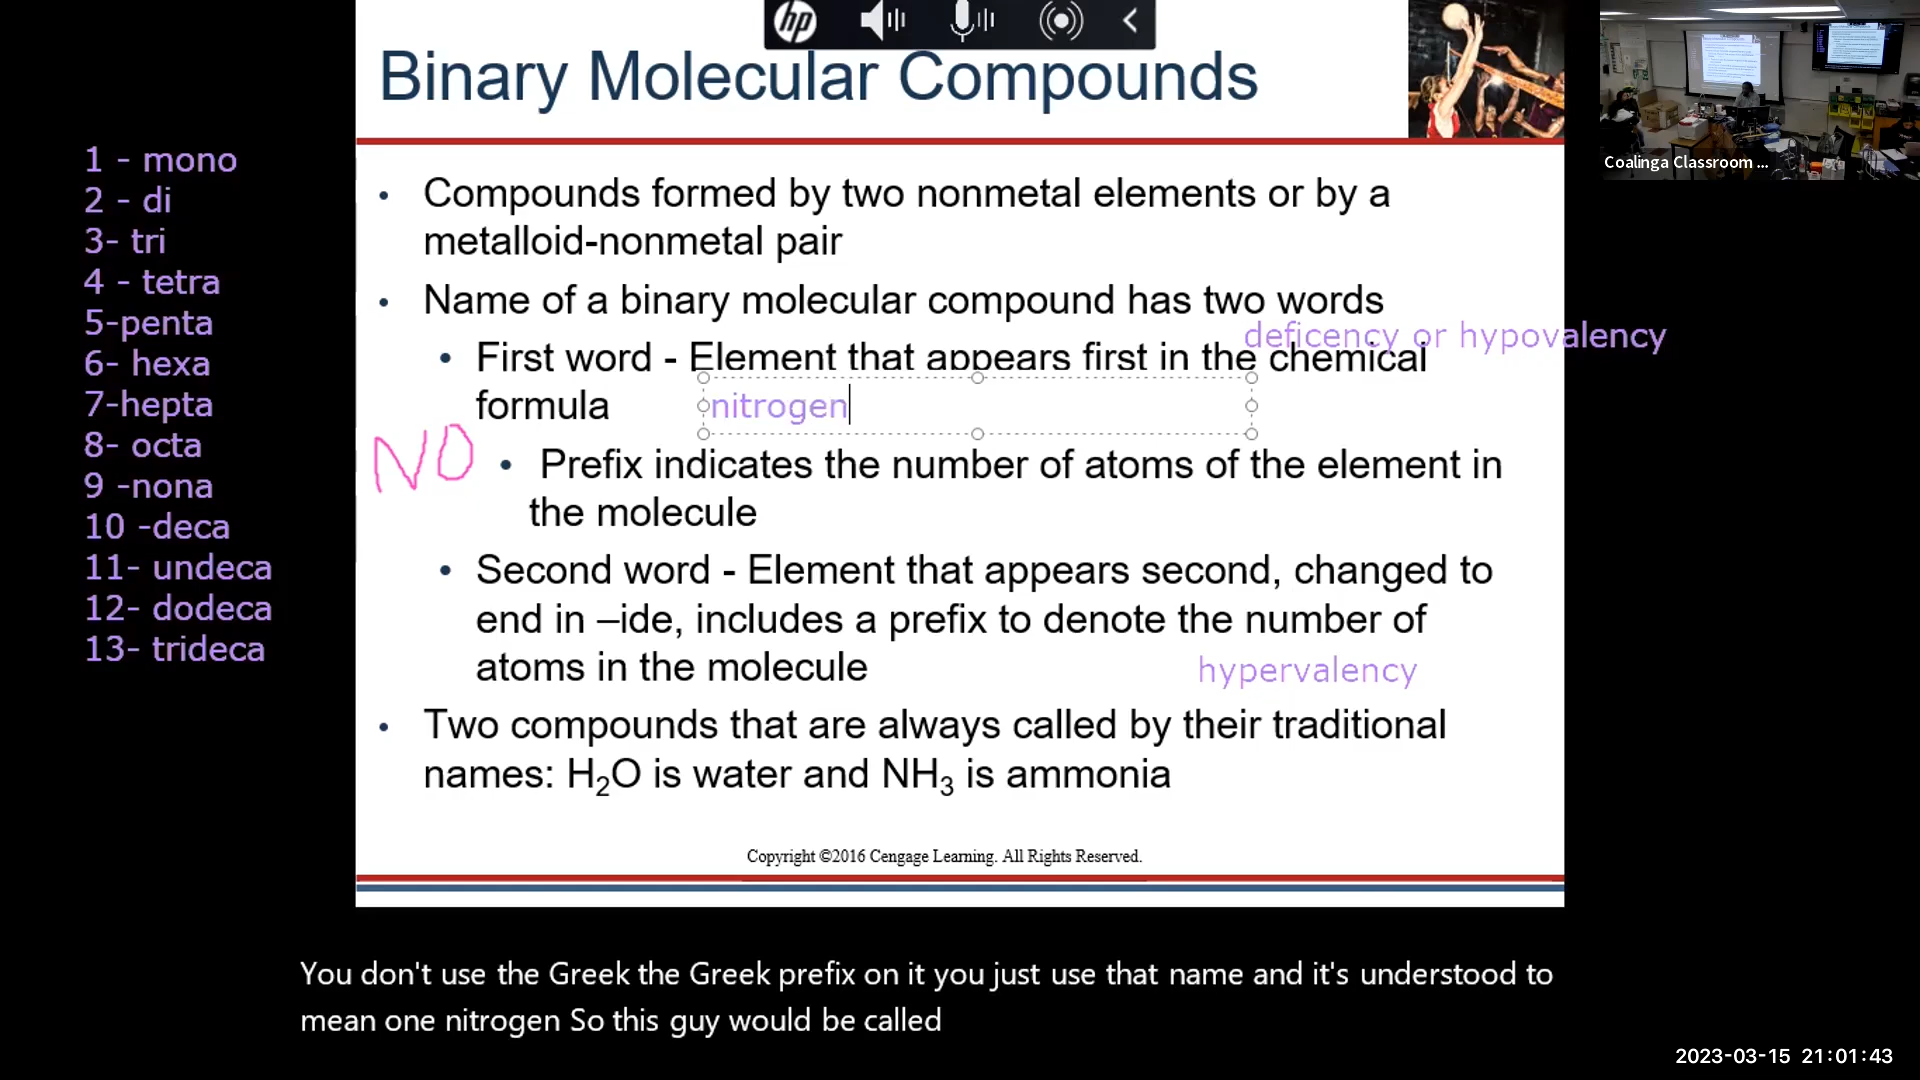 hp
Binary Molecular Compounds
Coalinga Classroom ...
1 - mono
2 - di
3- tri
4 - tetra
5-penta
6- hexa
7-hepta
8- octa
9 -nona
10 -deca
11- undeca
12- dodeca
13- trideca
• Compounds formed by two nonmetal elements or by a
metalloid-nonmetal pair
• Name of a binary molecular compound has two words
deficency or hypovalency
• First word - Element that appears first in the chemical
formula
nitrogen
NO
• Prefix indicates the number of atoms of the element in
the molecule
• Second word - Element that appears second, changed to
end in –ide, includes a prefix to denote the number of
atoms in the molecule
hypervalency
• Two compounds that are always called by their traditional
names: H₂O is water and NH₃ is ammonia
Copyright ©2016 Cengage Learning. All Rights Reserved.
You don't use the Greek the Greek prefix on it you just use that name and it's understood to
mean one nitrogen So this guy would be called
2023-03-15 21:01:43